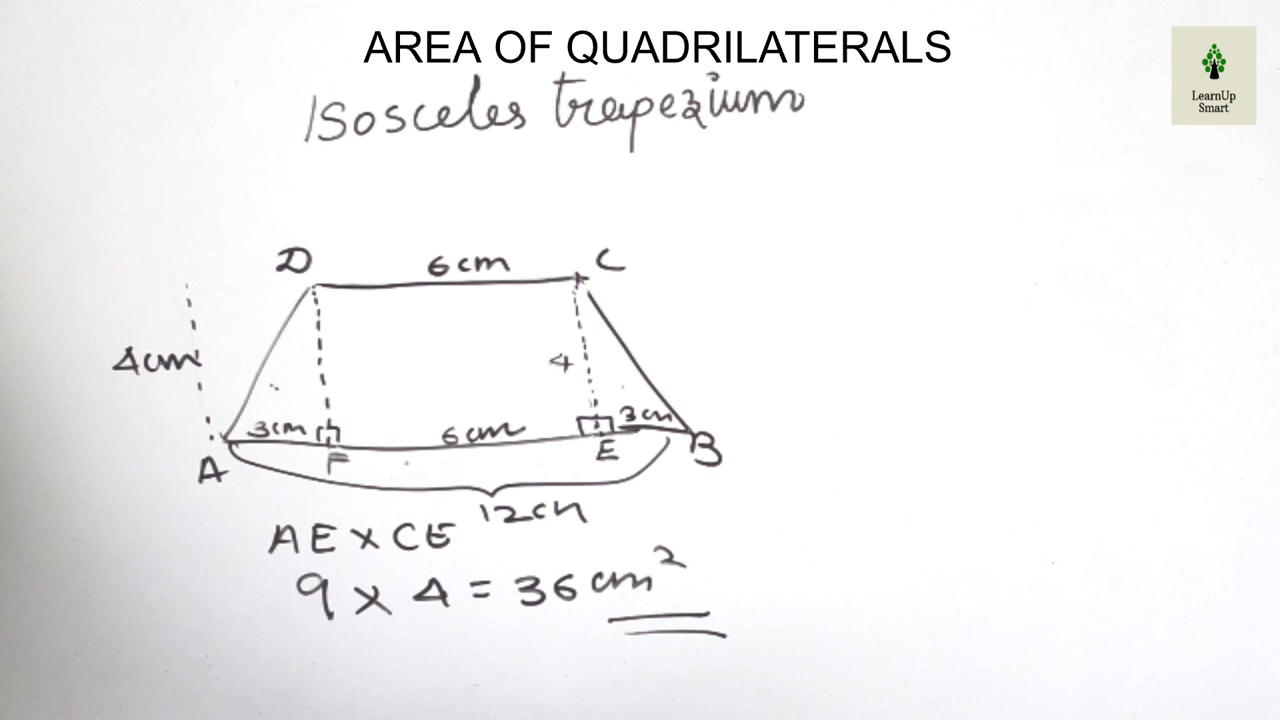 AREA OF QUADRILATERALS
LearnUp
Smart
Isosceles trapezium
D 6cm C
4cm
4
3cm 6cm 3cm
A F E B
12cm
AE x CE
9 x 4 = 36 cm²